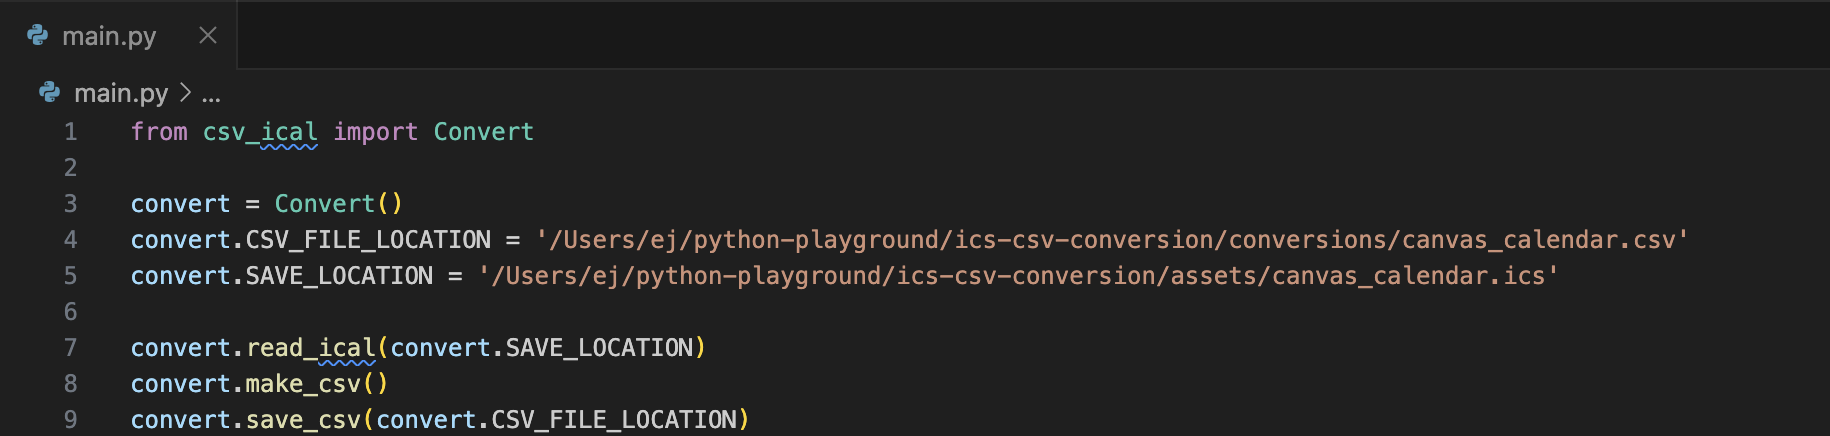 main.py
main.py > ...
1 from csv_ical import Convert
2
3 convert = Convert()
4 convert.CSV_FILE_LOCATION = '/Users/ej/python-playground/ics-csv-conversion/conversions/canvas_calendar.csv'
5 convert.SAVE_LOCATION = '/Users/ej/python-playground/ics-csv-conversion/assets/canvas_calendar.ics'
6
7 convert.read_ical(convert.SAVE_LOCATION)
8 convert.make_csv()
9 convert.save_csv(convert.CSV_FILE_LOCATION)